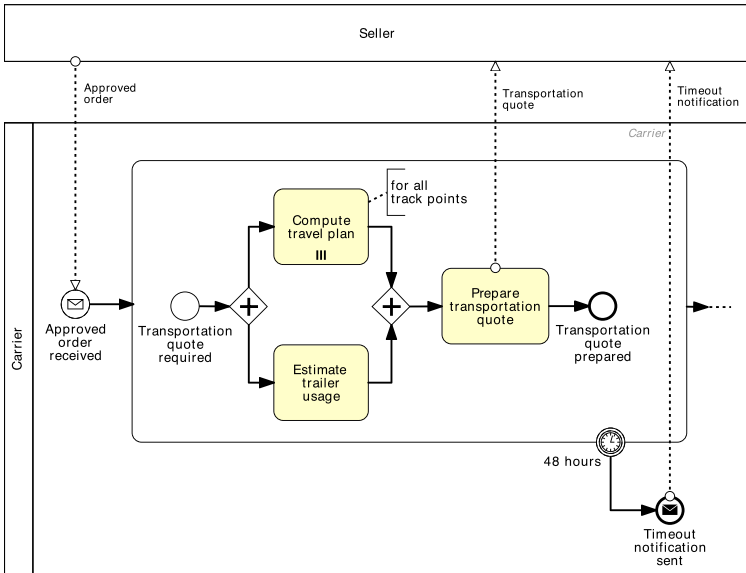 Seller
Approved
order
Transportation
quote
Timeout
notification
Carrier
Carrier
for all
track points
Compute
travel plan
Approved
order
received
Transportation
quote
required
Prepare
transportation
quote
Transportation
quote
prepared
Estimate
trailer
usage
48 hours
Timeout
notification
sent